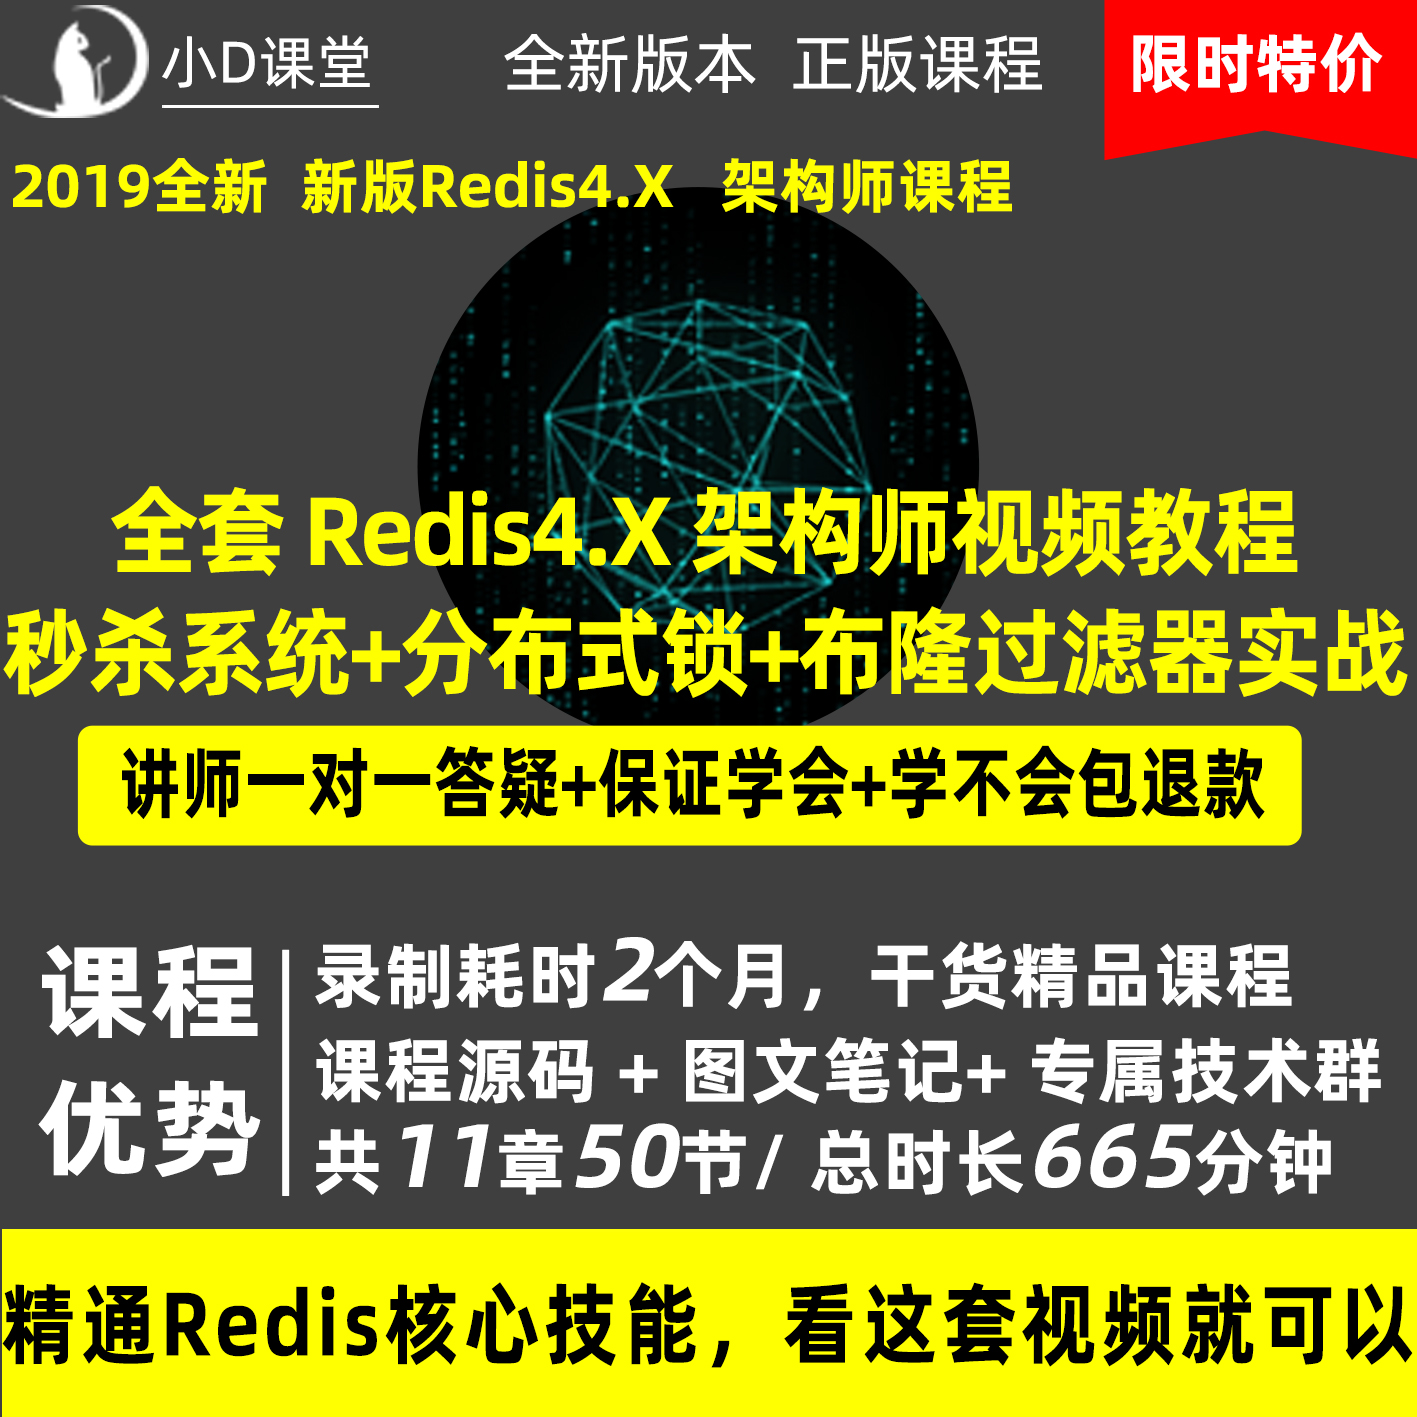 小D课堂
全新版本 正版课程
限时特价
2019全新 新版Redis4.X 架构师课程
全套 Redis4.X 架构师视频教程
秒杀系统+分布式锁+布隆过滤器实战
讲师一对一答疑+保证学会+学不会包退款
课程
优势
录制耗时2个月，干货精品课程
课程源码 + 图文笔记+ 专属技术群
共11章50节/ 总时长665分钟
精通Redis核心技能，看这套视频就可以